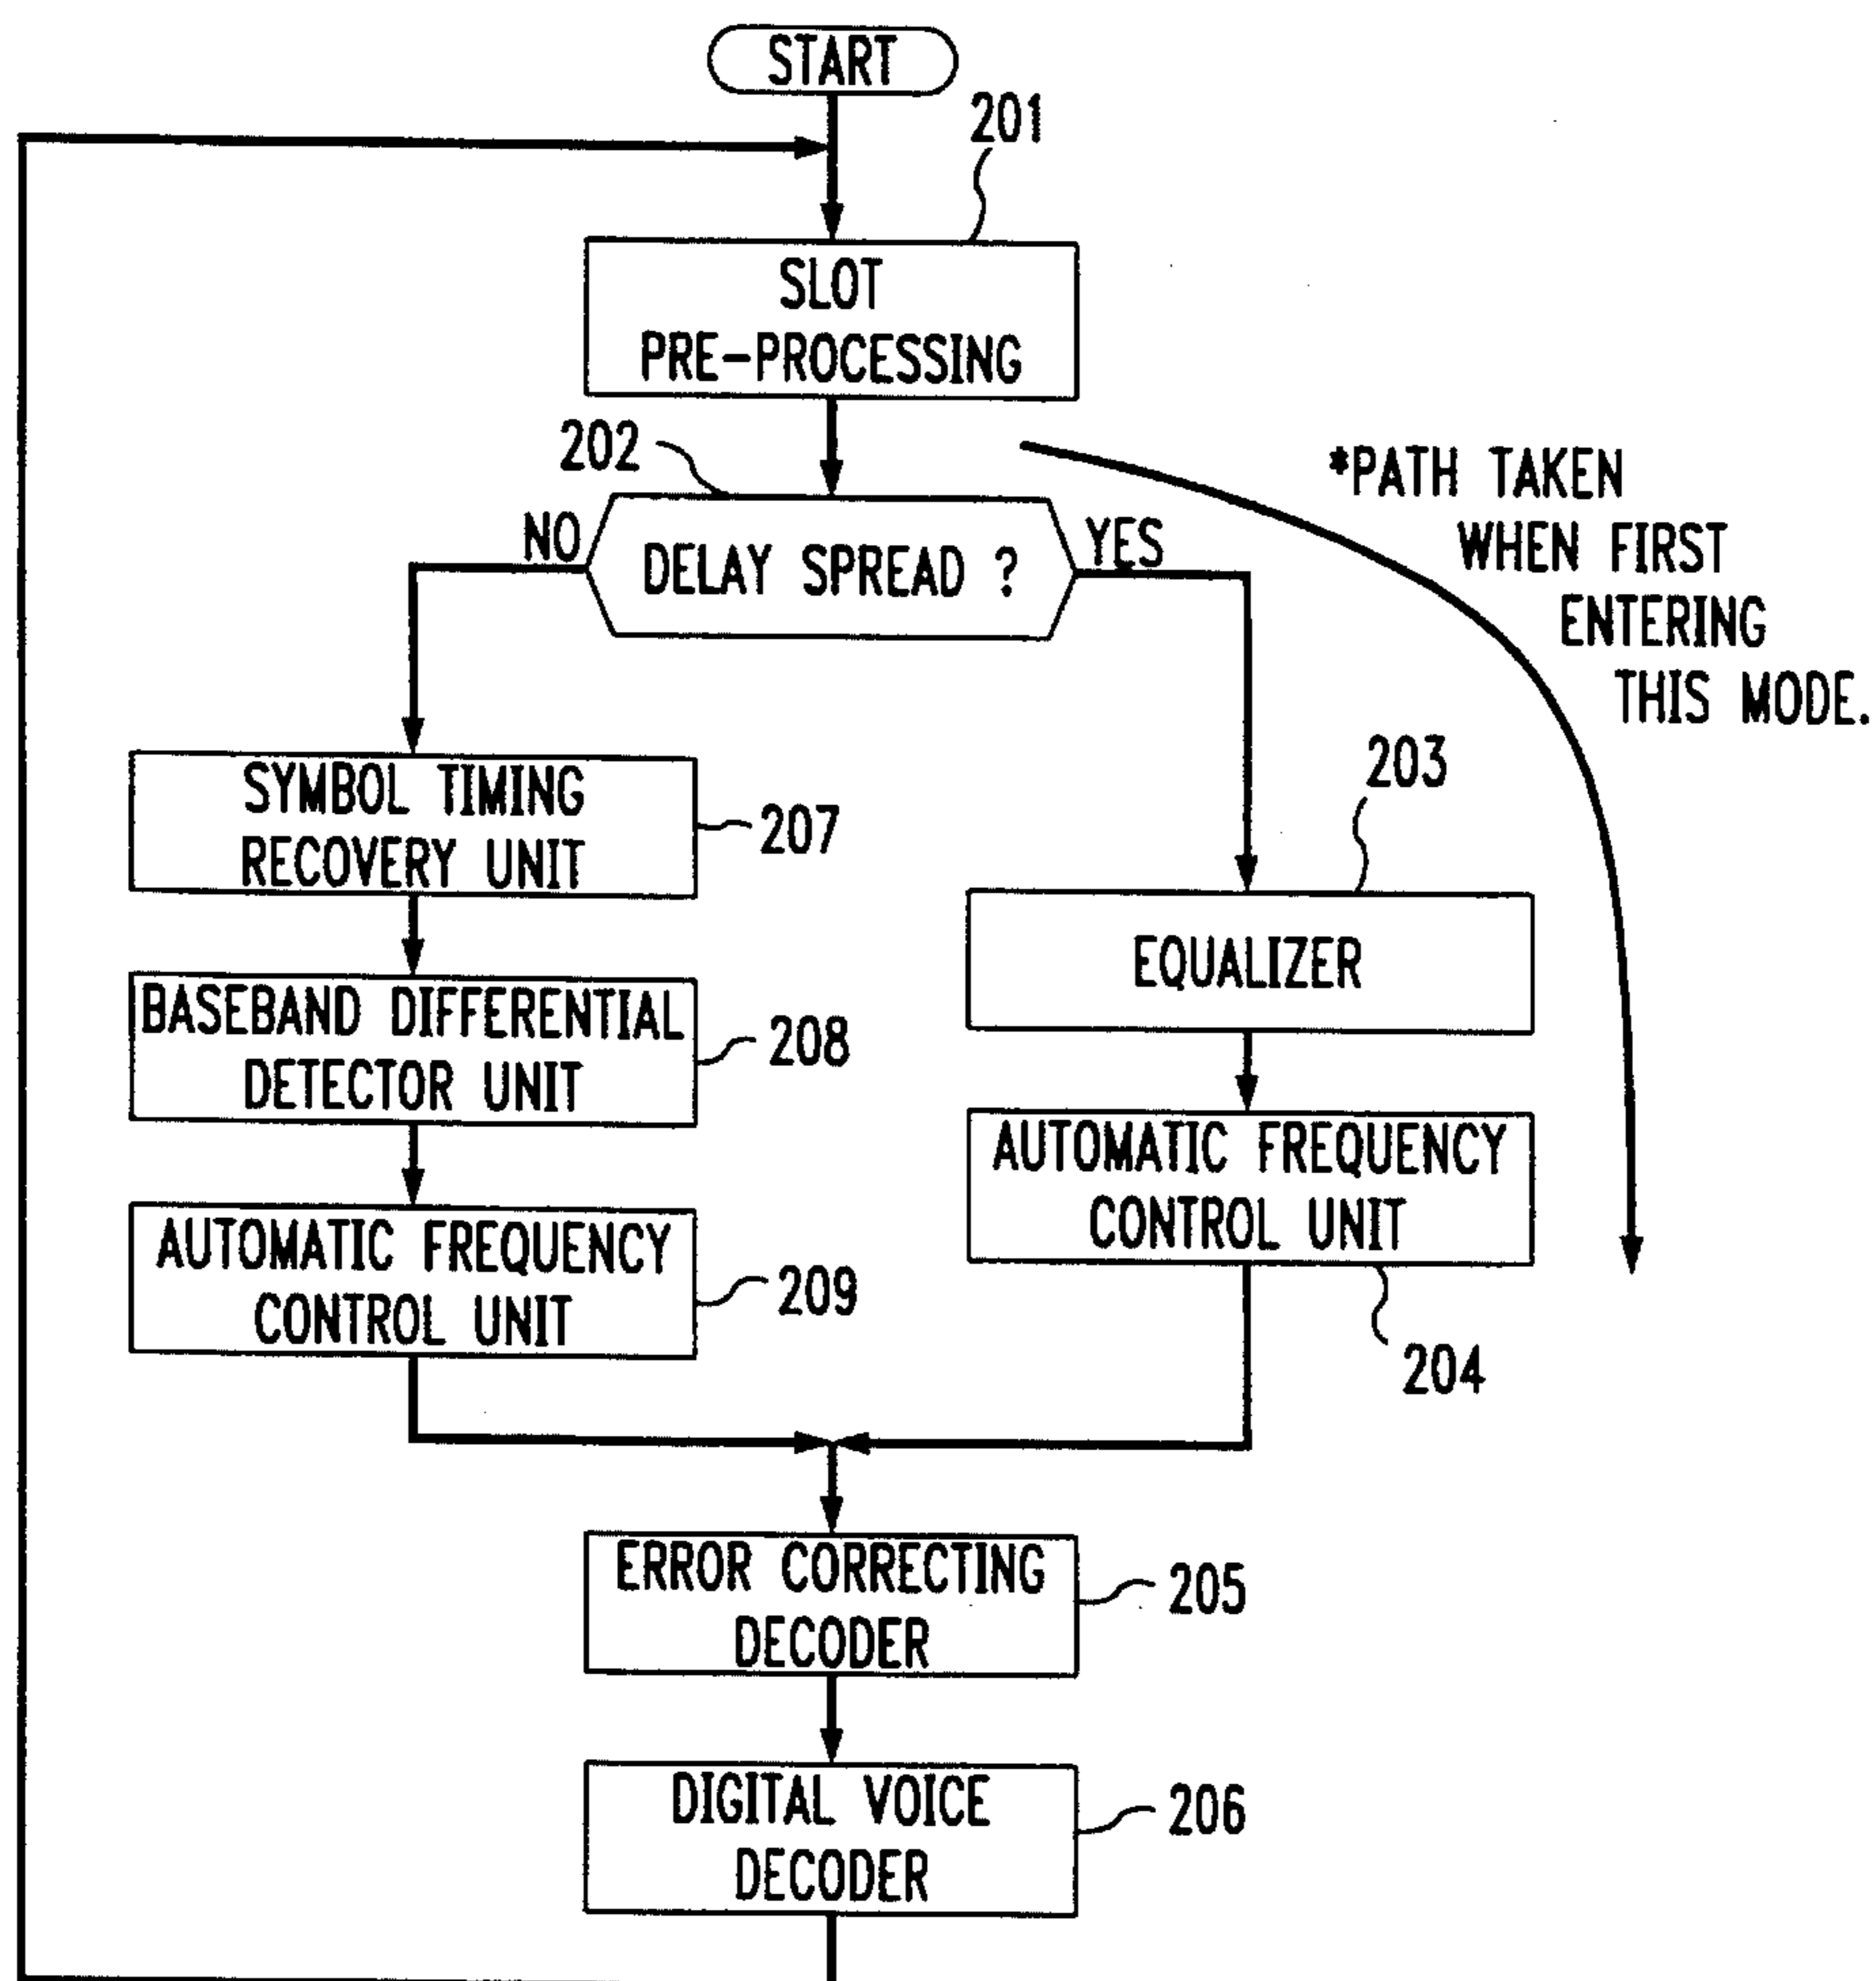 START
201
SLOT
PRE-PROCESSING
202
*PATH TAKEN
WHEN FIRST
ENTERING
THIS MODE.
NO
DELAY SPREAD ?
YES
SYMBOL TIMING
RECOVERY UNIT
207
203
EQUALIZER
BASEBAND DIFFERENTIAL
DETECTOR UNIT
208
AUTOMATIC FREQUENCY
CONTROL UNIT
204
AUTOMATIC FREQUENCY
CONTROL UNIT
209
ERROR CORRECTING
DECODER
205
DIGITAL VOICE
DECODER
206